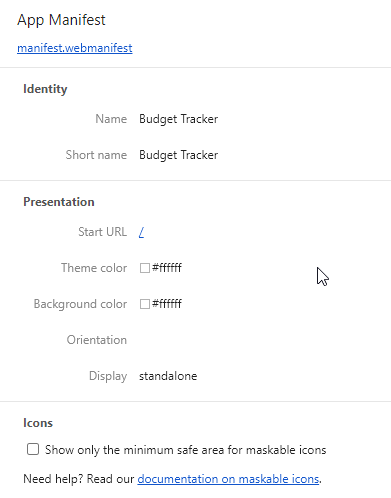 App Manifest
manifest.webmanifest
Identity
Name Budget Tracker
Short name Budget Tracker
Presentation
Start URL /
Theme color #ffffff
Background color #ffffff
Orientation
Display standalone
Icons
Show only the minimum safe area for maskable icons
Need help? Read our documentation on maskable icons.